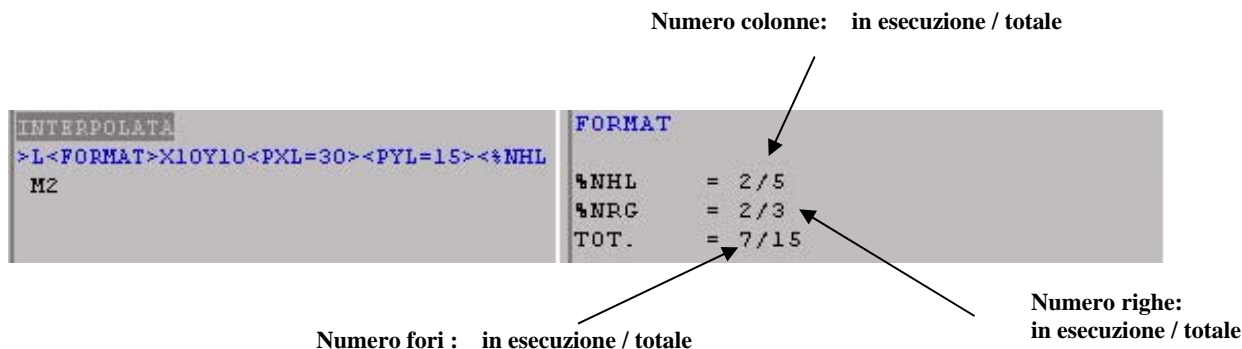 Numero colonne: in esecuzione / totale
INTERPOLATA
>L<FORMAT>X10Y10<PXL=30><PYL=15><%NHL
M2
FORMAT
%NHL = 2/5
%NRG = 2/3
TOT. = 7/15
Numero righe:
in esecuzione / totale
Numero fori : in esecuzione / totale